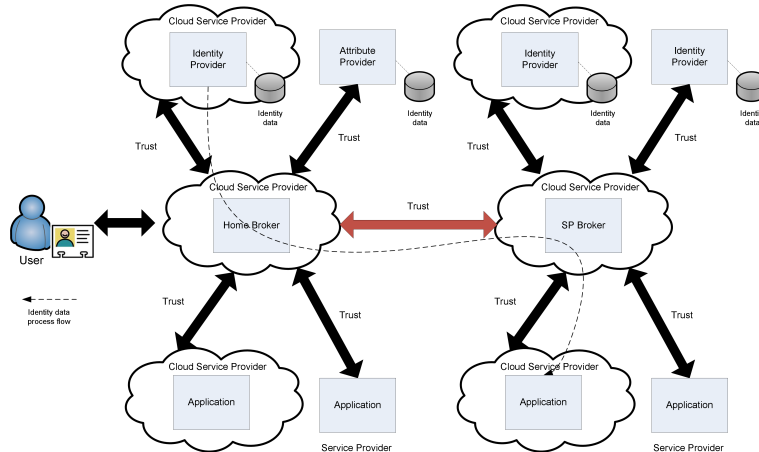 Cloud Service Provider
Identity
Provider
Identity
data
Attribute
Provider
Identity
data
Cloud Service Provider
Identity
Provider
Identity
data
Identity
Provider
Identity
data
Trust
Trust
Trust
Trust
User
Cloud Service Provider
Home Broker
Trust
Cloud Service Provider
SP Broker
Identity data
process flow
Trust
Trust
Trust
Trust
Cloud Service Provider
Application
Application
Service Provider
Cloud Service Provider
Application
Application
Service Provider